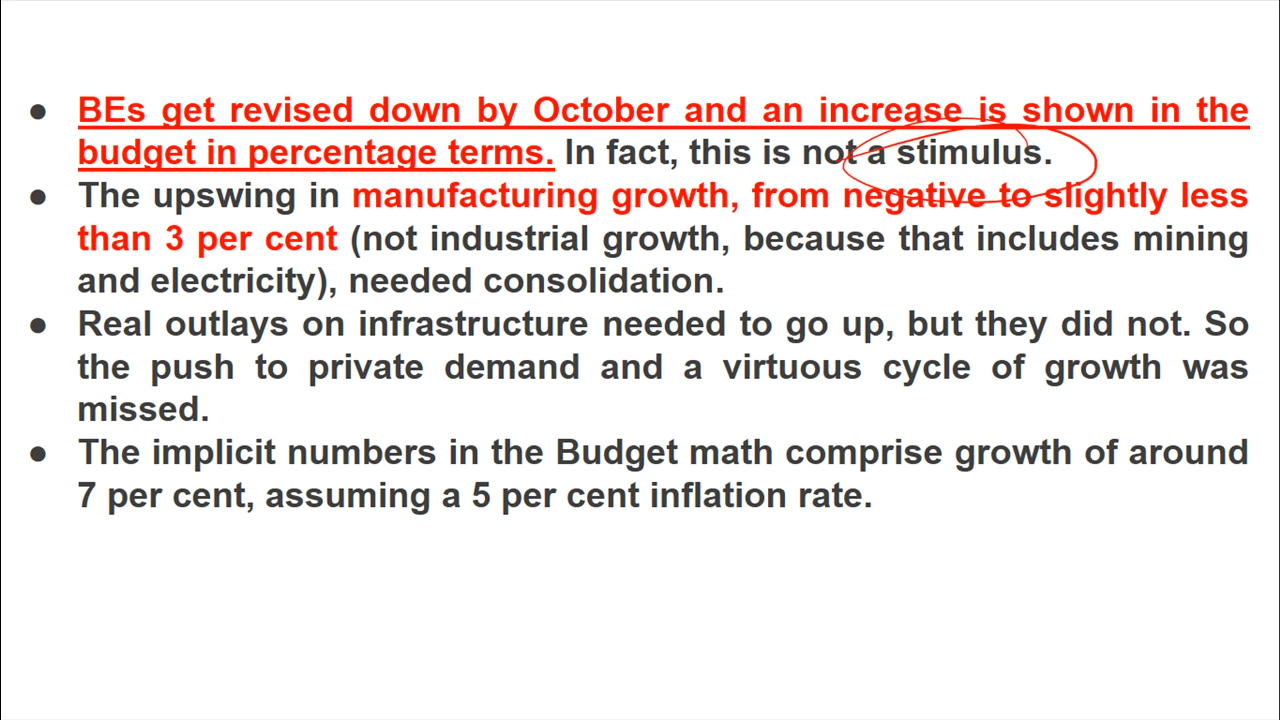 ● BEs get revised down by October and an increase is shown in the
budget in percentage terms. In fact, this is not a stimulus.
● The upswing in manufacturing growth, from negative to slightly less
than 3 per cent (not industrial growth, because that includes mining
and electricity), needed consolidation.
● Real outlays on infrastructure needed to go up, but they did not. So
the push to private demand and a virtuous cycle of growth was
missed.
● The implicit numbers in the Budget math comprise growth of around
7 per cent, assuming a 5 per cent inflation rate.